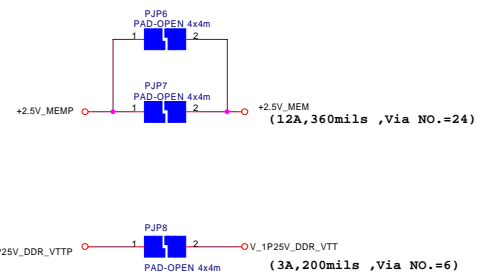 PJP6
PAD-OPEN 4x4m
1 2
PJP7
PAD-OPEN 4x4m
+2.5V_MEMP 1 2 +2.5V_MEM
(12A,360mils ,Via NO.=24)
PJP8
P25V_DDR_VTTP 1 2 V_1P25V_DDR_VTT
PAD-OPEN 4x4m (3A,200mils ,Via NO.=6)